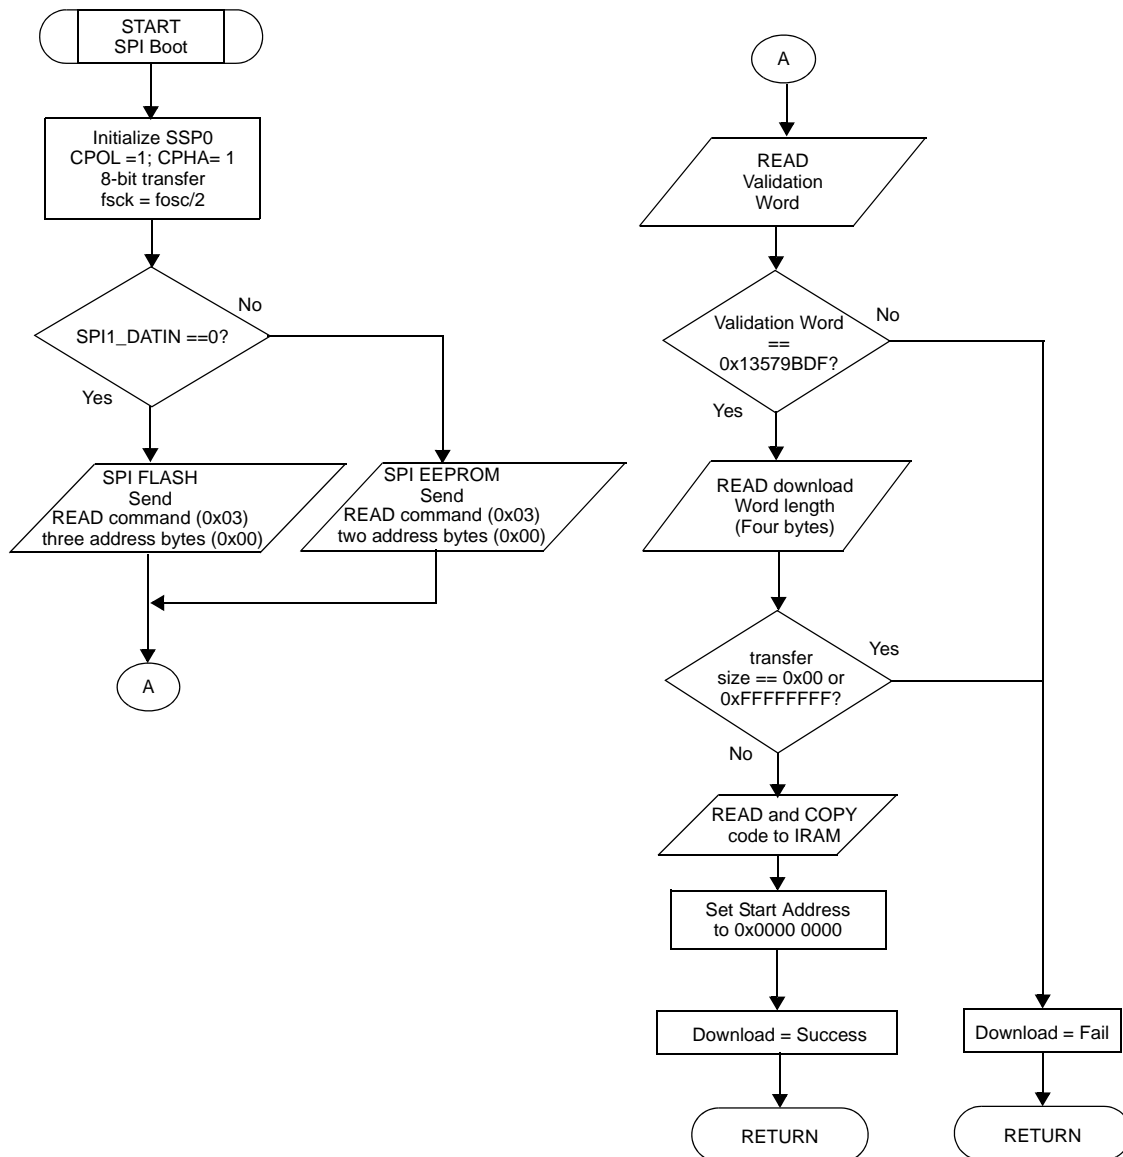 START
SPI Boot
Initialize SSP0
CPOL =1; CPHA= 1
8-bit transfer
fsck = fosc/2
SPI1_DATIN ==0?
No
Yes
SPI FLASH
Send
READ command (0x03)
three address bytes (0x00)
SPI EEPROM
Send
READ command (0x03)
two address bytes (0x00)
A
A
READ
Validation
Word
Validation Word
==
0x13579BDF?
No
Yes
READ download
Word length
(Four bytes)
transfer
size == 0x00 or
0xFFFFFFFF?
Yes
No
READ and COPY
code to IRAM
Set Start Address
to 0x0000 0000
Download = Success
Download = Fail
RETURN
RETURN